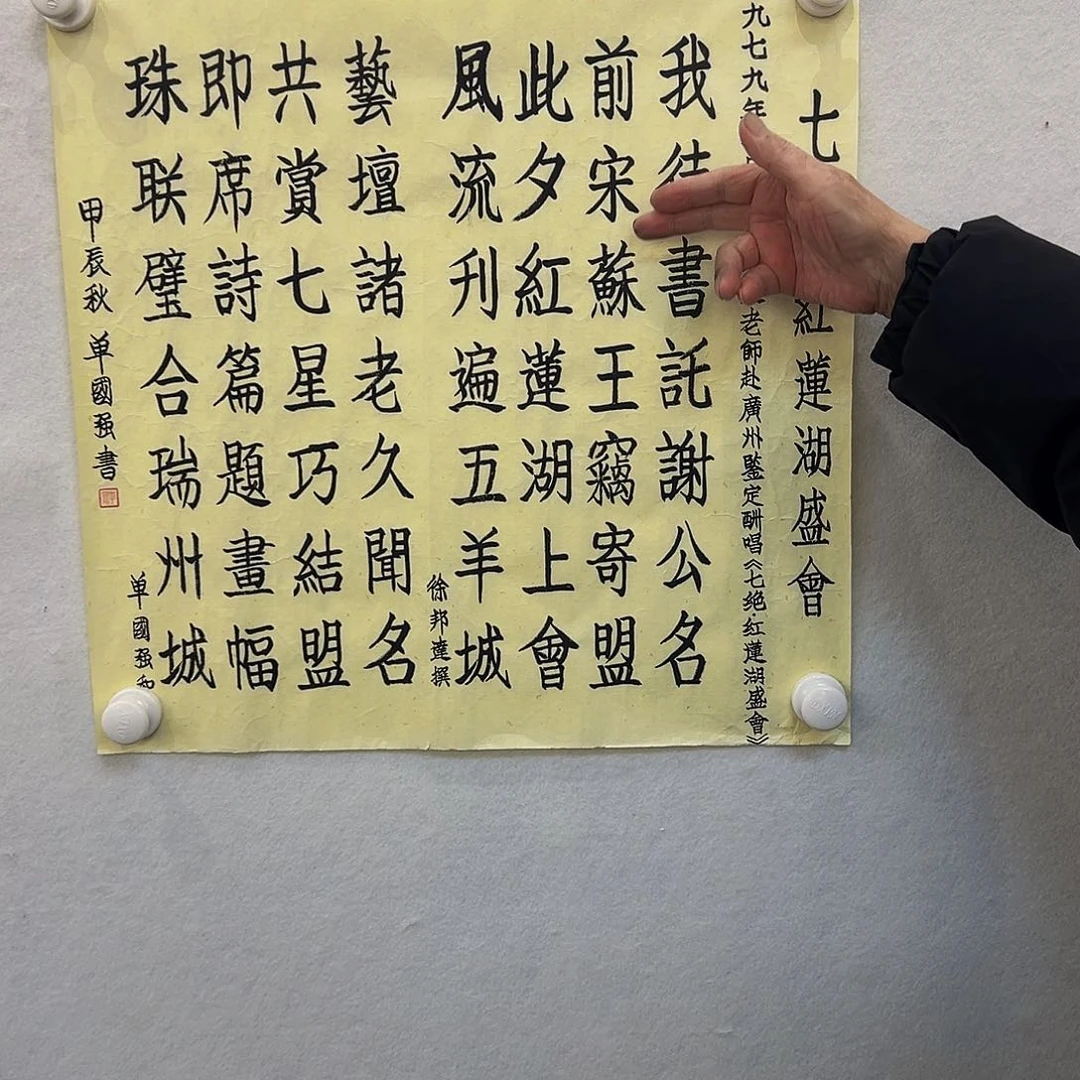 七紅蓮湖盛會
九七九年老師赴廣州鑒定酬唱《七绝·红蓮湖盛會》
我待書託謝公名
前宋蘇王竊寄盟
此夕紅蓮湖上會
風流刊遍五羊城
徐邦達撰
藝壇諸老久聞名
共賞七星巧結盟
即席詩篇題畫幅
珠联璧合瑞州城
单國强和
甲辰秋 单國强書